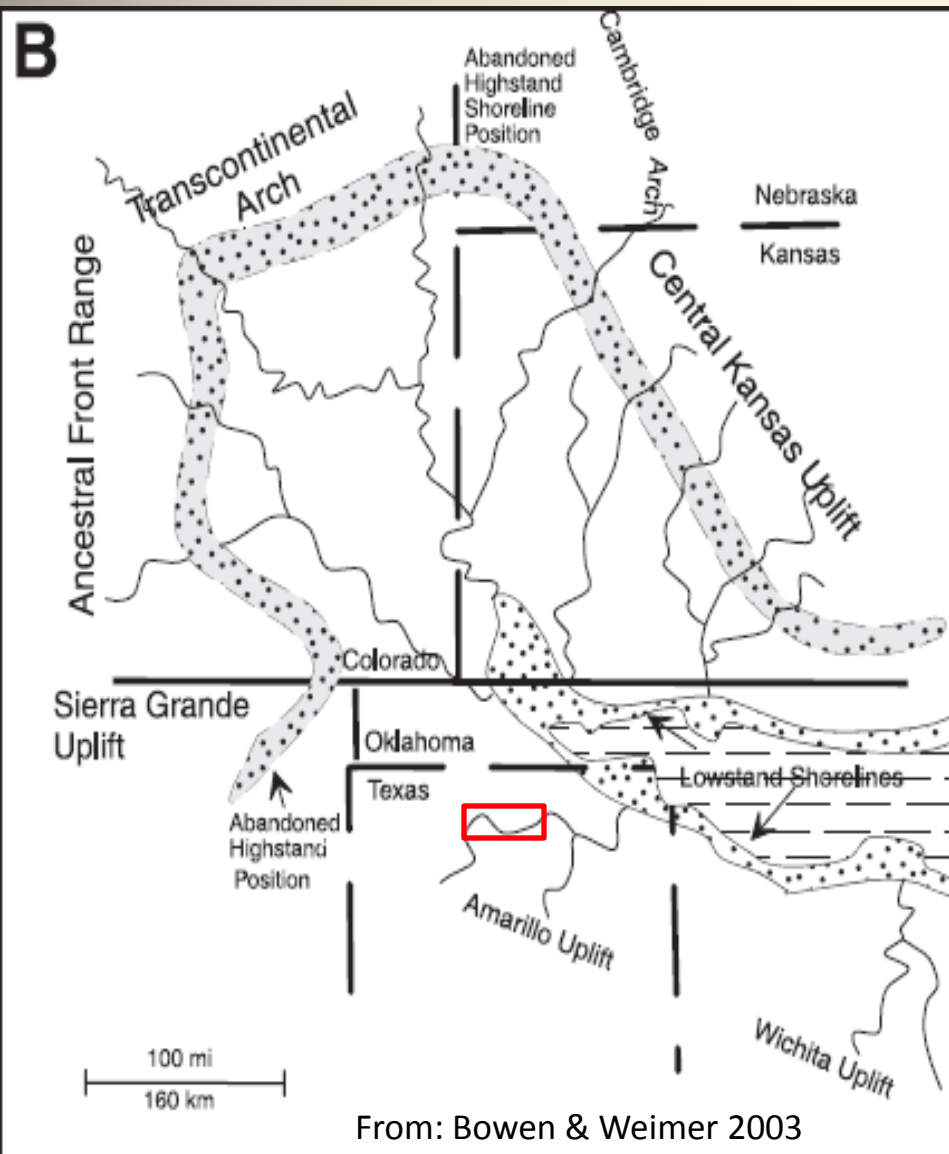 B
Abandoned
Highstand
Shoreline
Position
Cambridge Arch
Transcontinental
Arch
Nebraska
Kansas
Ancestral Front Range
Central Kansas Uplift
Colorado
Sierra Grande
Uplift
Oklahoma
Texas
Lowstand Shorelines
Abandoned
Highstand
Position
Amarillo Uplift
Wichita Uplift
100 mi
160 km
From: Bowen & Weimer 2003